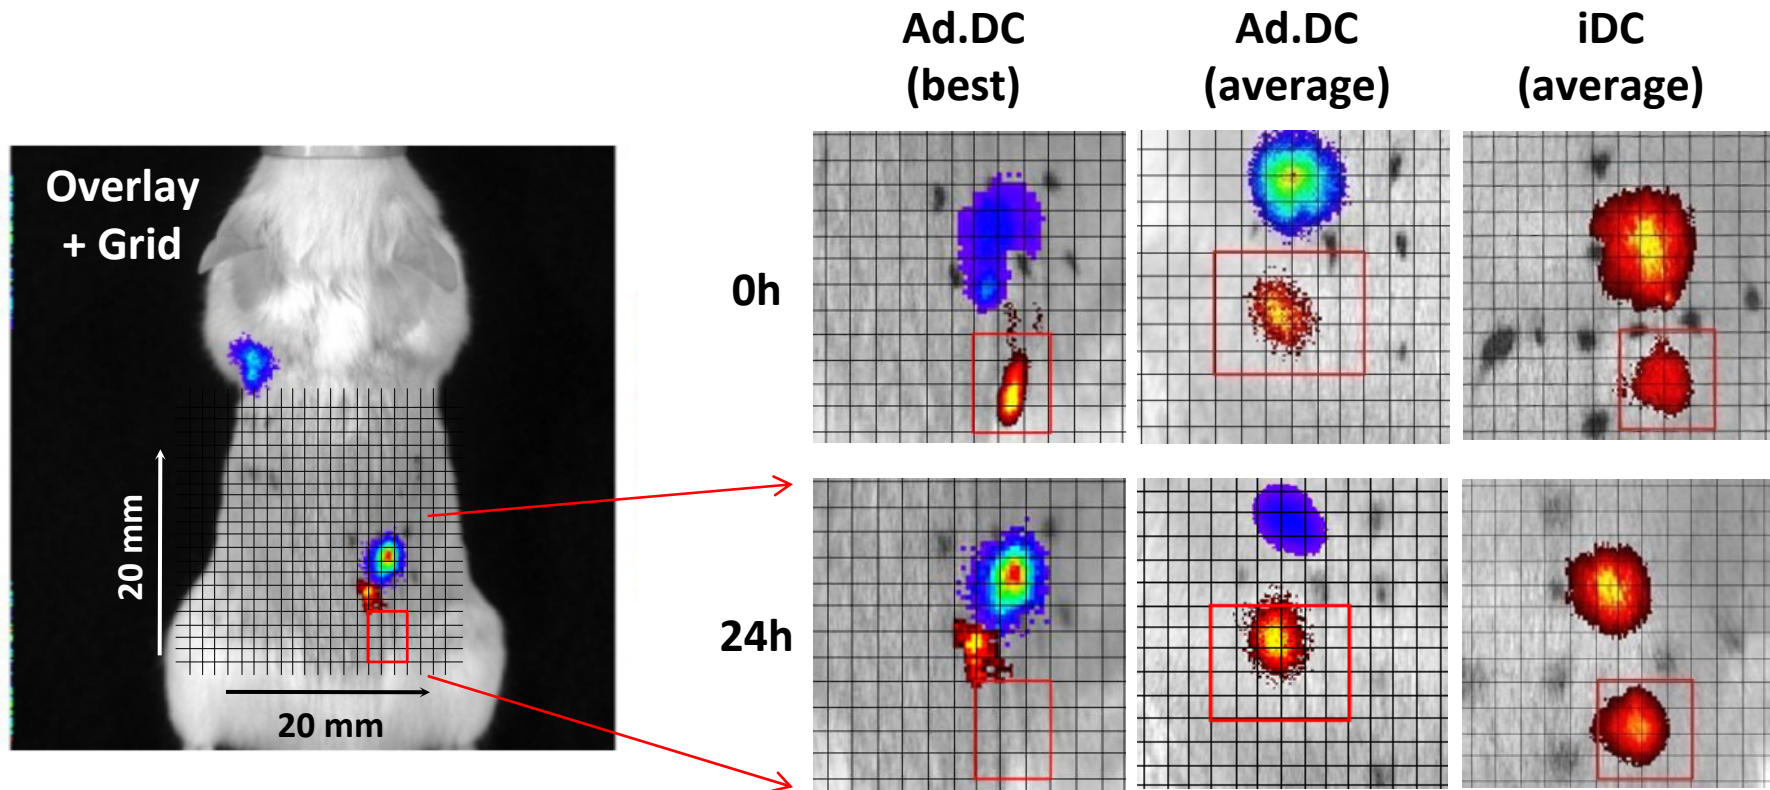 Ad.DC
(best)
Ad.DC
(average)
iDC
(average)
Overlay
+ Grid
0h
24h
20 mm
20 mm